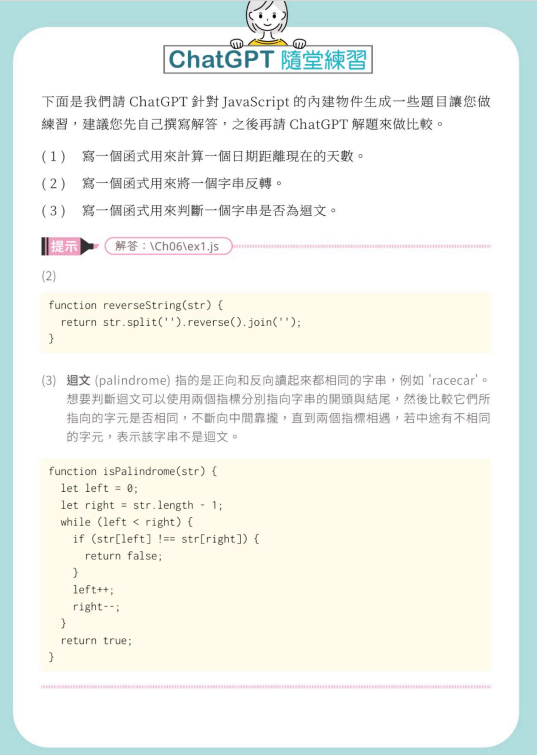 ChatGPT 隨堂練習
下面是我們請 ChatGPT 針對 JavaScript 的內建物件生成一些題目讓您做
練習，建議您先自己撰寫解答，之後再請 ChatGPT 解題來做比較。
(1) 寫一個函式用來計算一個日期距離現在的天數。
(2) 寫一個函式用來將一個字串反轉。
(3) 寫一個函式用來判斷一個字串是否為迴文。
提示 解答：\Ch06\ex1.js
(2)
function reverseString(str) {
  return str.split('').reverse().join('');
}
(3) 迴文 (palindrome) 指的是正向和反向讀起來都相同的字串，例如 'racecar'。
想要判斷迴文可以使用兩個指標分別指向字串的開頭與結尾，然後比較它們所
指向的字元是否相同，不斷向中間靠攏，直到兩個指標相遇，若中途有不相同
的字元，表示該字串不是迴文。
function isPalindrome(str) {
  let left = 0;
  let right = str.length - 1;
  while (left < right) {
    if (str[left] !== str[right]) {
      return false;
    }
    left++;
    right--;
  }
  return true;
}